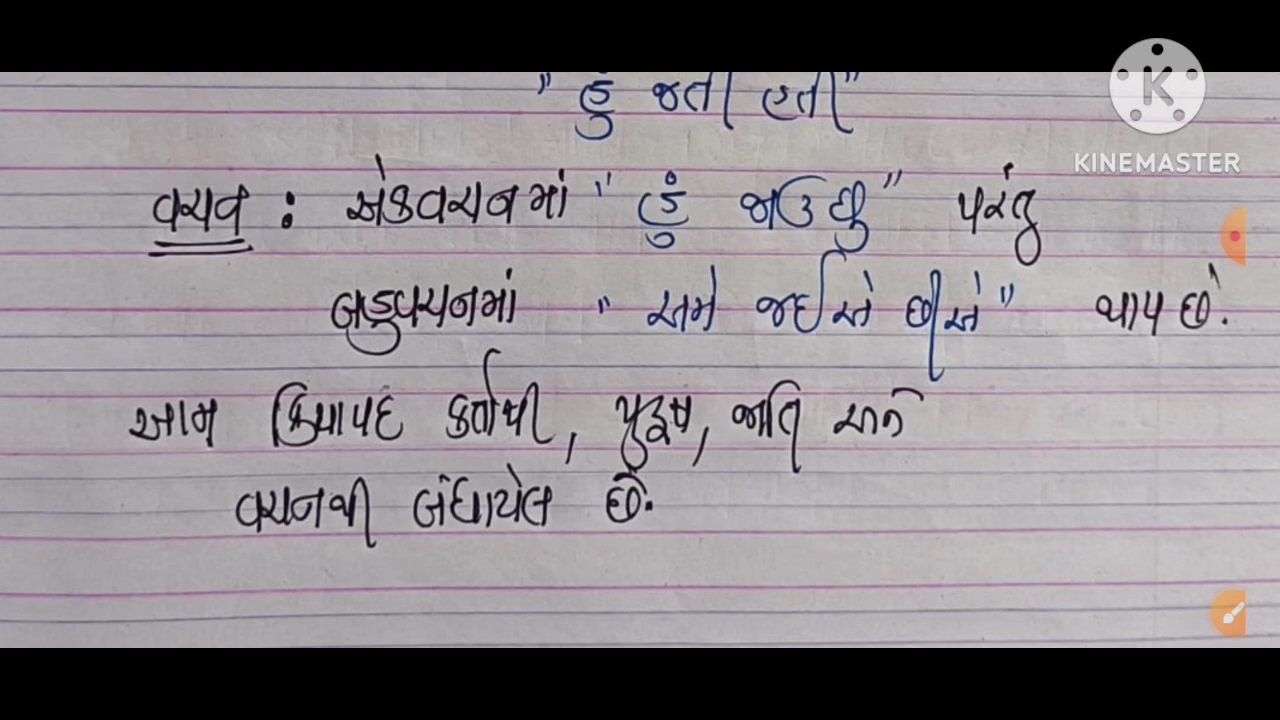 " હું જતી હતી"
વચન : એકવચનમાં " હું જાઉં છું " પરંતુ
બહુવચનમાં " અમે જઈએ છીએ " થાય છે.
આમ ક્રિયાપદ કર્તાથી, પુરૂષ, જાતિ અને
વચનથી બંધાયેલ છે.
K
KINEMASTER